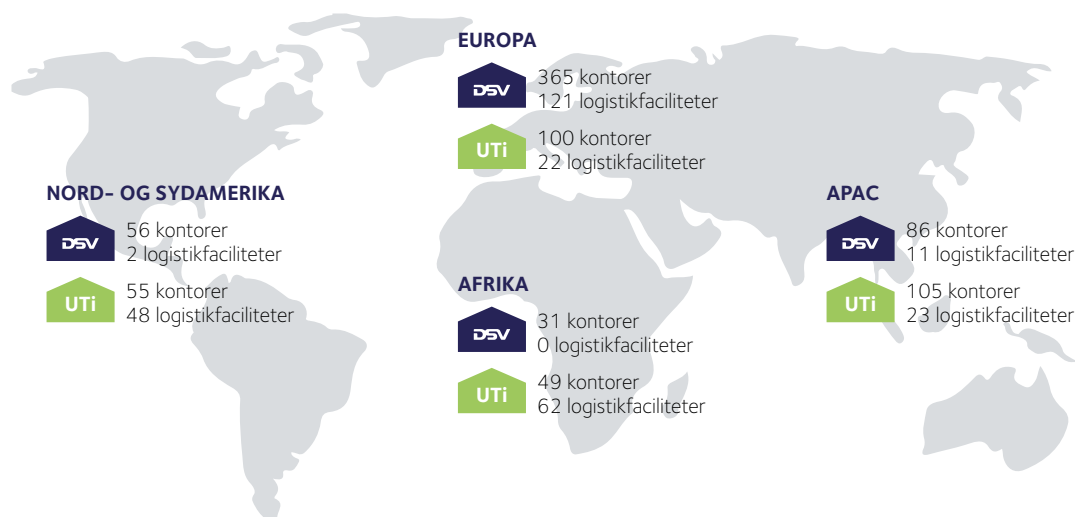 EUROPA
DSV
365 kontorer
121 logistikfaciliteter
UTi
100 kontorer
22 logistikfaciliteter
NORD- OG SYDAMERIKA
DSV
56 kontorer
2 logistikfaciliteter
UTi
55 kontorer
48 logistikfaciliteter
AFRIKA
DSV
31 kontorer
0 logistikfaciliteter
UTi
49 kontorer
62 logistikfaciliteter
APAC
DSV
86 kontorer
11 logistikfaciliteter
UTi
105 kontorer
23 logistikfaciliteter